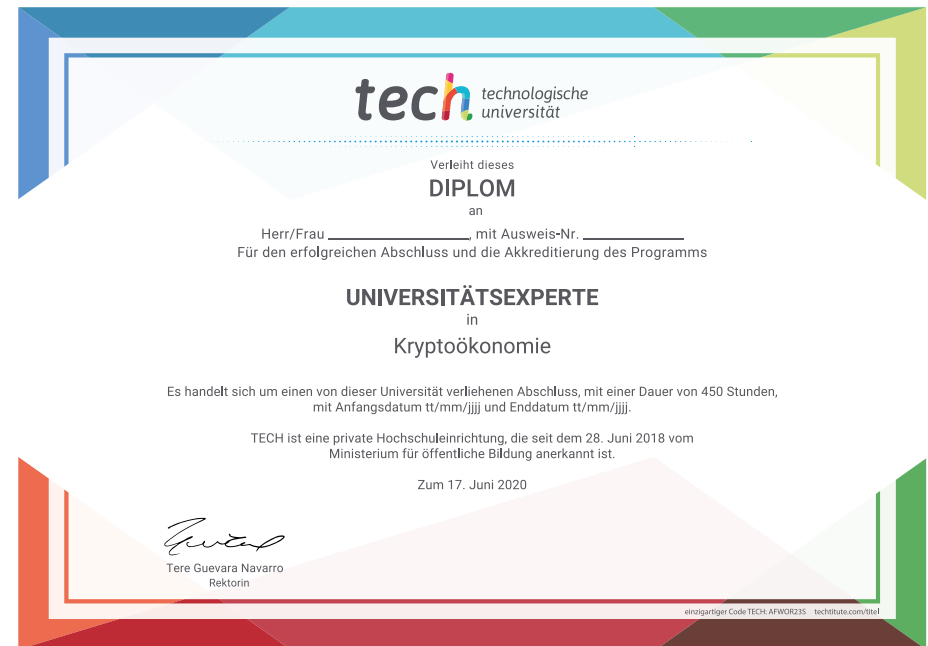 tech technologische
universität
Verleiht dieses
DIPLOM
an
Herr/Frau ____________________, mit Ausweis-Nr. ______________
Für den erfolgreichen Abschluss und die Akkreditierung des Programms
UNIVERSITÄTSEXPERTE
in
Kryptoökonomie
Es handelt sich um einen von dieser Universität verliehenen Abschluss, mit einer Dauer von 450 Stunden,
mit Anfangsdatum tt/mm/jjjj und Enddatum tt/mm/jjjj.
TECH ist eine private Hochschuleinrichtung, die seit dem 28. Juni 2018 vom
Ministerium für öffentliche Bildung anerkannt ist.
Zum 17. Juni 2020
Tere Guevara Navarro
Rektorin
einzigartiger Code TECH: AFWOR23S techtitute.com/titel